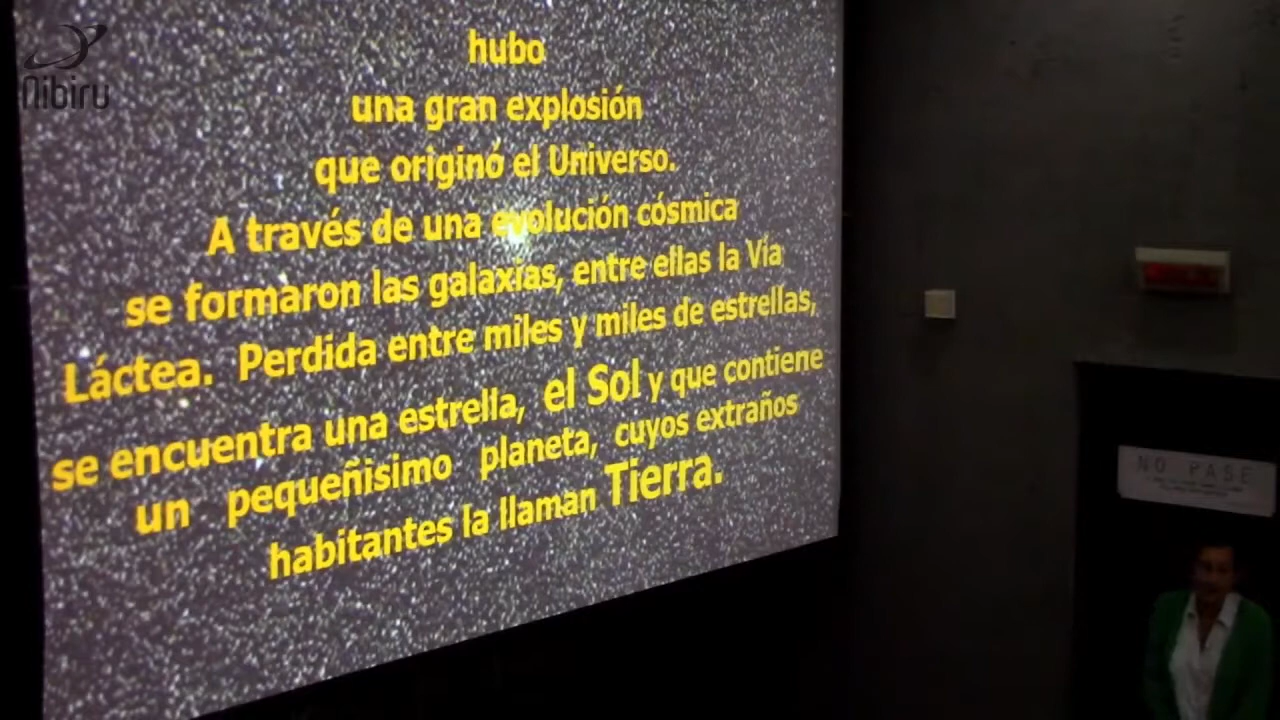 Nibiru
hubo
una gran explosión
que originó el Universo.
A través de una evolución cósmica
se formaron las galaxias, entre ellas la Vía
Láctea. Perdida entre miles y miles de estrellas,
se encuentra una estrella, el Sol y que contiene
un pequeñisimo planeta, cuyos extraños
habitantes la llaman Tierra.
NO PASE